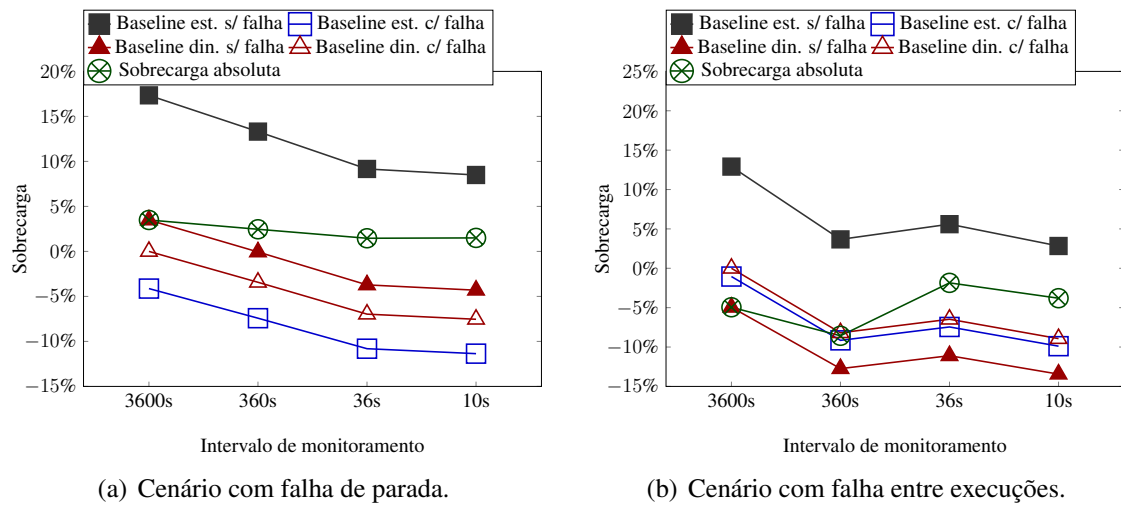 Baseline est. s/ falha Baseline est. c/ falha
Baseline din. s/ falha Baseline din. c/ falha
Sobrecarga absoluta
20%
15%
10%
5%
0%
−5%
−10%
−15%
Sobrecarga
3600s 360s 36s 10s
Intervalo de monitoramento
(a) Cenário com falha de parada.
Baseline est. s/ falha Baseline est. c/ falha
Baseline din. s/ falha Baseline din. c/ falha
Sobrecarga absoluta
25%
20%
15%
10%
5%
0%
−5%
−10%
−15%
Sobrecarga
3600s 360s 36s 10s
Intervalo de monitoramento
(b) Cenário com falha entre execuções.